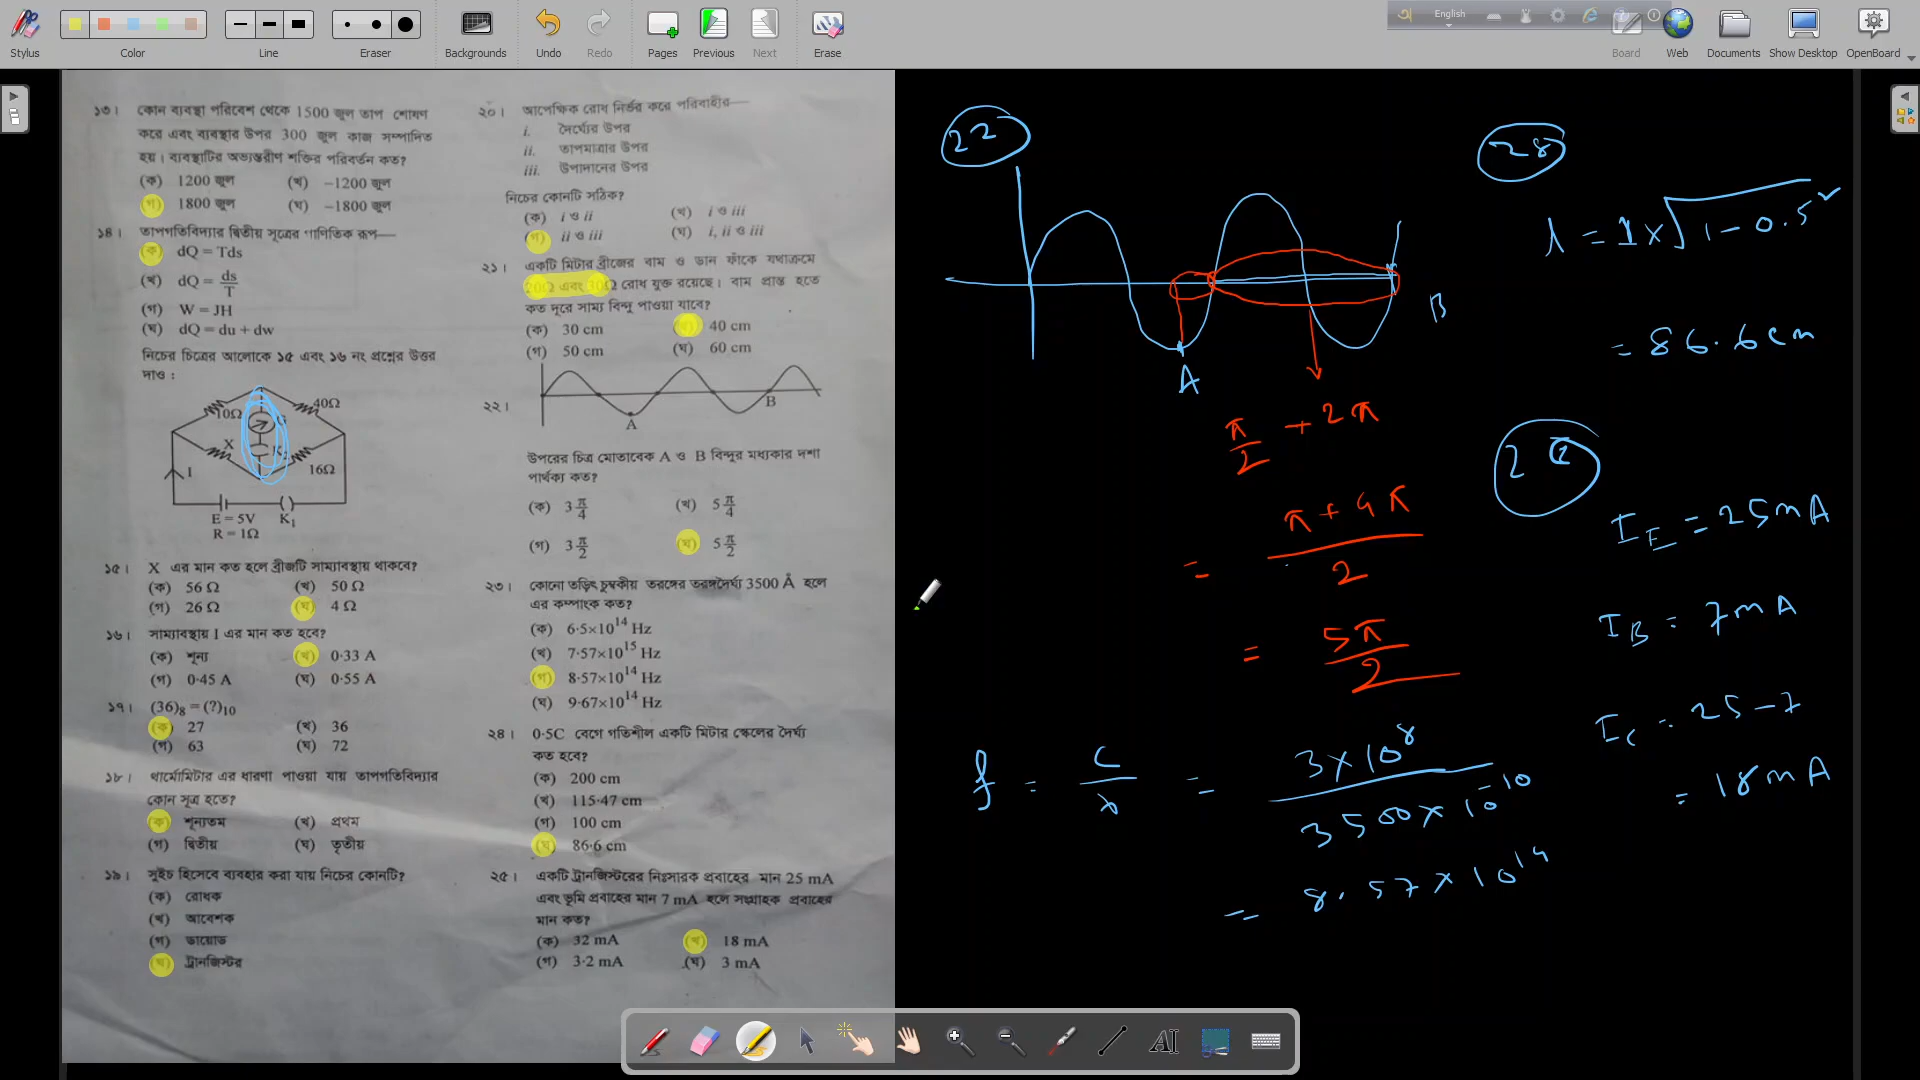 Stylus
Color
Line
Eraser
Backgrounds
Undo
Redo
Pages
Previous
Next
Erase
English
Board
Web
Documents
Show Desktop
OpenBoard
১৩। কোন ব্যবস্থা পরিবেশ থেকে 1500 জুল তাপ শোষণ
করে এবং ব্যবস্থার উপর 300 জুল কাজ সম্পাদিত
হয়। ব্যবস্থাটির অভ্যন্তরীণ শক্তির পরিবর্তন কত?
(ক) 1200 জুল (খ) −1200 জুল
(গ) 1800 জুল (ঘ) −1800 জুল
১৪। তাপগতিবিদ্যার দ্বিতীয় সূত্রের গাণিতিক রূপ—
(ক) dQ = Tds
(খ) dQ = ds/T
(গ) W = JH
(ঘ) dQ = du + dw
নিচের চিত্রের আলোকে ১৫ এবং ১৬ নং প্রশ্নের উত্তর
দাও :
10Ω 40Ω
X
I 16Ω
E = 5V K₁
R = 1Ω
১৫। X এর মান কত হলে ব্রীজটি সাম্যাবস্থায় থাকবে?
(ক) 56 Ω (খ) 50 Ω
(গ) 26 Ω (ঘ) 4 Ω
১৬। সাম্যাবস্থায় I এর মান কত হবে?
(ক) শূন্য (খ) 0·33 A
(গ) 0·45 A (ঘ) 0·55 A
১৭। (36)₈ = (?)₁₀
(ক) 27 (খ) 36
(গ) 63 (ঘ) 72
১৮। থার্মোমিটার এর ধারণা পাওয়া যায় তাপগতিবিদ্যার
কোন সূত্র হতে?
(ক) শূন্যতম (খ) প্রথম
(গ) দ্বিতীয় (ঘ) তৃতীয়
১৯। সুইচ হিসেবে ব্যবহার করা যায় নিচের কোনটি?
(ক) রোধক
(খ) আবেশক
(গ) ডায়োড
(ঘ) ট্রানজিস্টর
২০। আপেক্ষিক রোধ নির্ভর করে পরিবাহীর—
i. দৈর্ঘ্যের উপর
ii. তাপমাত্রার উপর
iii. উপাদানের উপর
নিচের কোনটি সঠিক?
(ক) i ও ii (খ) i ও iii
(গ) ii ও iii (ঘ) i, ii ও iii
২১। একটি মিটার ব্রীজের বাম ও ডান ফাঁকে যথাক্রমে
20Ω এবং 30Ω রোধ যুক্ত রয়েছে। বাম প্রান্ত হতে
কত দূরে সাম্য বিন্দু পাওয়া যাবে?
(ক) 30 cm (খ) 40 cm
(গ) 50 cm (ঘ) 60 cm
২২।
A B
উপরের চিত্র মোতাবেক A ও B বিন্দুর মধ্যকার দশা
পার্থক্য কত?
(ক) 3 π/4 (খ) 5 π/4
(গ) 3 π/2 (ঘ) 5 π/2
২৩। কোনো তড়িৎ চুম্বকীয় তরঙ্গের তরঙ্গদৈর্ঘ্য 3500 Å হলে
এর কম্পাংক কত?
(ক) 6·5×10¹⁴ Hz
(খ) 7·57×10¹⁵ Hz
(গ) 8·57×10¹⁴ Hz
(ঘ) 9·67×10¹⁴ Hz
২৪। 0·5C বেগে গতিশীল একটি মিটার স্কেলের দৈর্ঘ্য
কত হবে?
(ক) 200 cm
(খ) 115·47 cm
(গ) 100 cm
(ঘ) 86·6 cm
২৫। একটি ট্রানজিস্টরের নিঃসারক প্রবাহের মান 25 mA
এবং ভূমি প্রবাহের মান 7 mA হলে সংগ্রাহক প্রবাহের
মান কত?
(ক) 32 mA (খ) 18 mA
(গ) 3·2 mA (ঘ) 3 mA
22
A
B
π/2 + 2π
= (π + 4π)/2
= 5π/2
f = c/λ = (3×10⁸)/(3500×10⁻¹⁰)
= 8.57×10¹⁴
28
= 1×√(1−0.5²)
= 86.6 cm
I_E = 25mA
I_B = 7mA
I_C = 25−7
= 18mA
AI